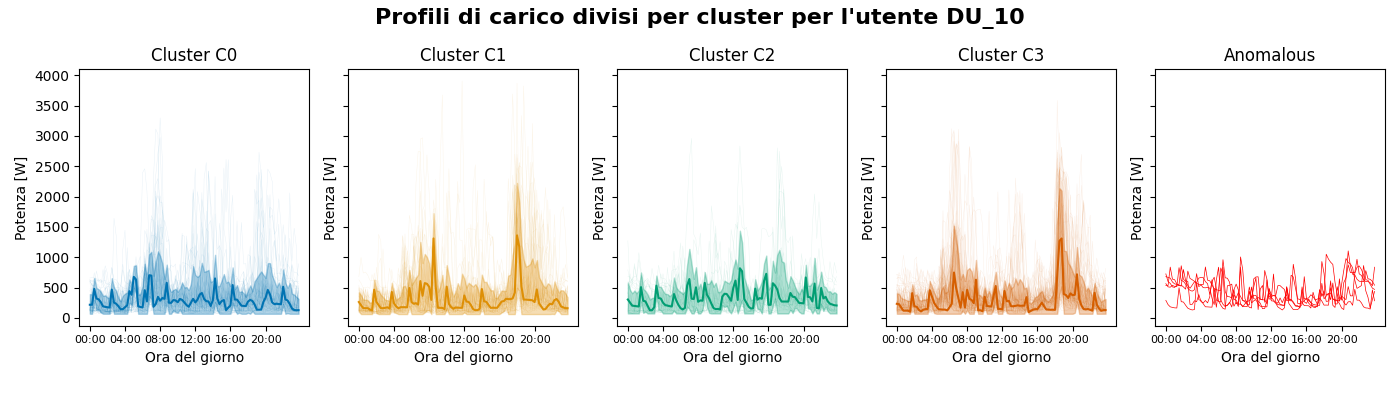 Profili di carico divisi per cluster per l'utente DU_10
Cluster C0
Cluster C1
Cluster C2
Cluster C3
Anomalous
4000
3500
3000
2500
2000
1500
1000
500
0
Potenza [W]
Potenza [W]
Potenza [W]
Potenza [W]
Potenza [W]
00:00 04:00 08:00 12:00 16:00 20:00
00:00 04:00 08:00 12:00 16:00 20:00
00:00 04:00 08:00 12:00 16:00 20:00
00:00 04:00 08:00 12:00 16:00 20:00
00:00 04:00 08:00 12:00 16:00 20:00
Ora del giorno
Ora del giorno
Ora del giorno
Ora del giorno
Ora del giorno